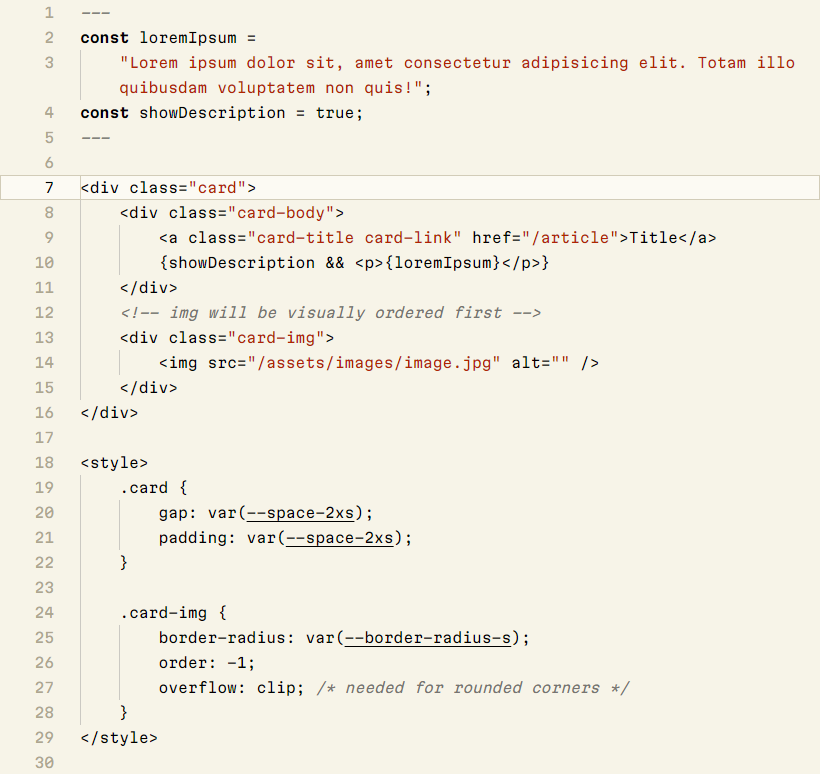 1 ---
2 const loremIpsum =
3 "Lorem ipsum dolor sit, amet consectetur adipisicing elit. Totam illo
quibusdam voluptatem non quis!";
4 const showDescription = true;
5 ---
6
7 <div class="card">
8 <div class="card-body">
9 <a class="card-title card-link" href="/article">Title</a>
10 {showDescription && <p>{loremIpsum}</p>}
11 </div>
12 <!-- img will be visually ordered first -->
13 <div class="card-img">
14 <img src="/assets/images/image.jpg" alt="" />
15 </div>
16 </div>
17
18 <style>
19 .card {
20 gap: var(--space-2xs);
21 padding: var(--space-2xs);
22 }
23
24 .card-img {
25 border-radius: var(--border-radius-s);
26 order: -1;
27 overflow: clip; /* needed for rounded corners */
28 }
29 </style>
30